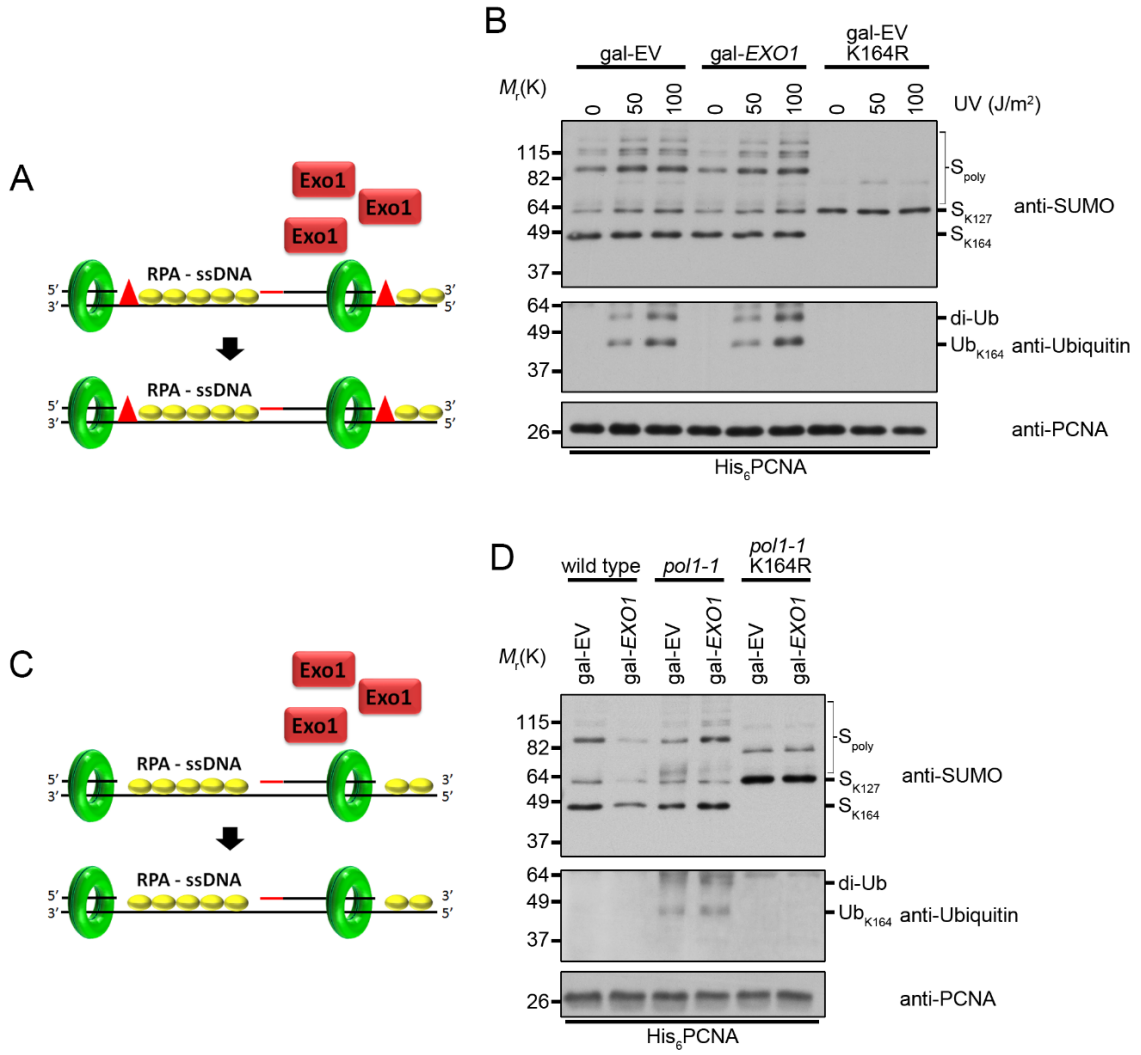 A
Exo1
Exo1
Exo1
RPA - ssDNA
5′ 3′
3′ 5′
RPA - ssDNA
5′ 3′
3′ 5′
B
gal-EV gal-EXO1 gal-EV K164R
Mr(K) 0 50 100 0 50 100 0 50 100 UV (J/m²)
115
82
64
49
37
Spoly
SK127
SK164
anti-SUMO
64
49
37
di-Ub
UbK164
anti-Ubiquitin
26
anti-PCNA
His6PCNA
C
Exo1
Exo1
Exo1
RPA - ssDNA
5′ 3′
3′ 5′
RPA - ssDNA
5′ 3′
3′ 5′
D
wild type pol1-1 pol1-1 K164R
Mr(K) gal-EV gal-EXO1 gal-EV gal-EXO1 gal-EV gal-EXO1
115
82
64
49
37
Spoly
SK127
SK164
anti-SUMO
64
49
37
di-Ub
UbK164
anti-Ubiquitin
26
anti-PCNA
His6PCNA